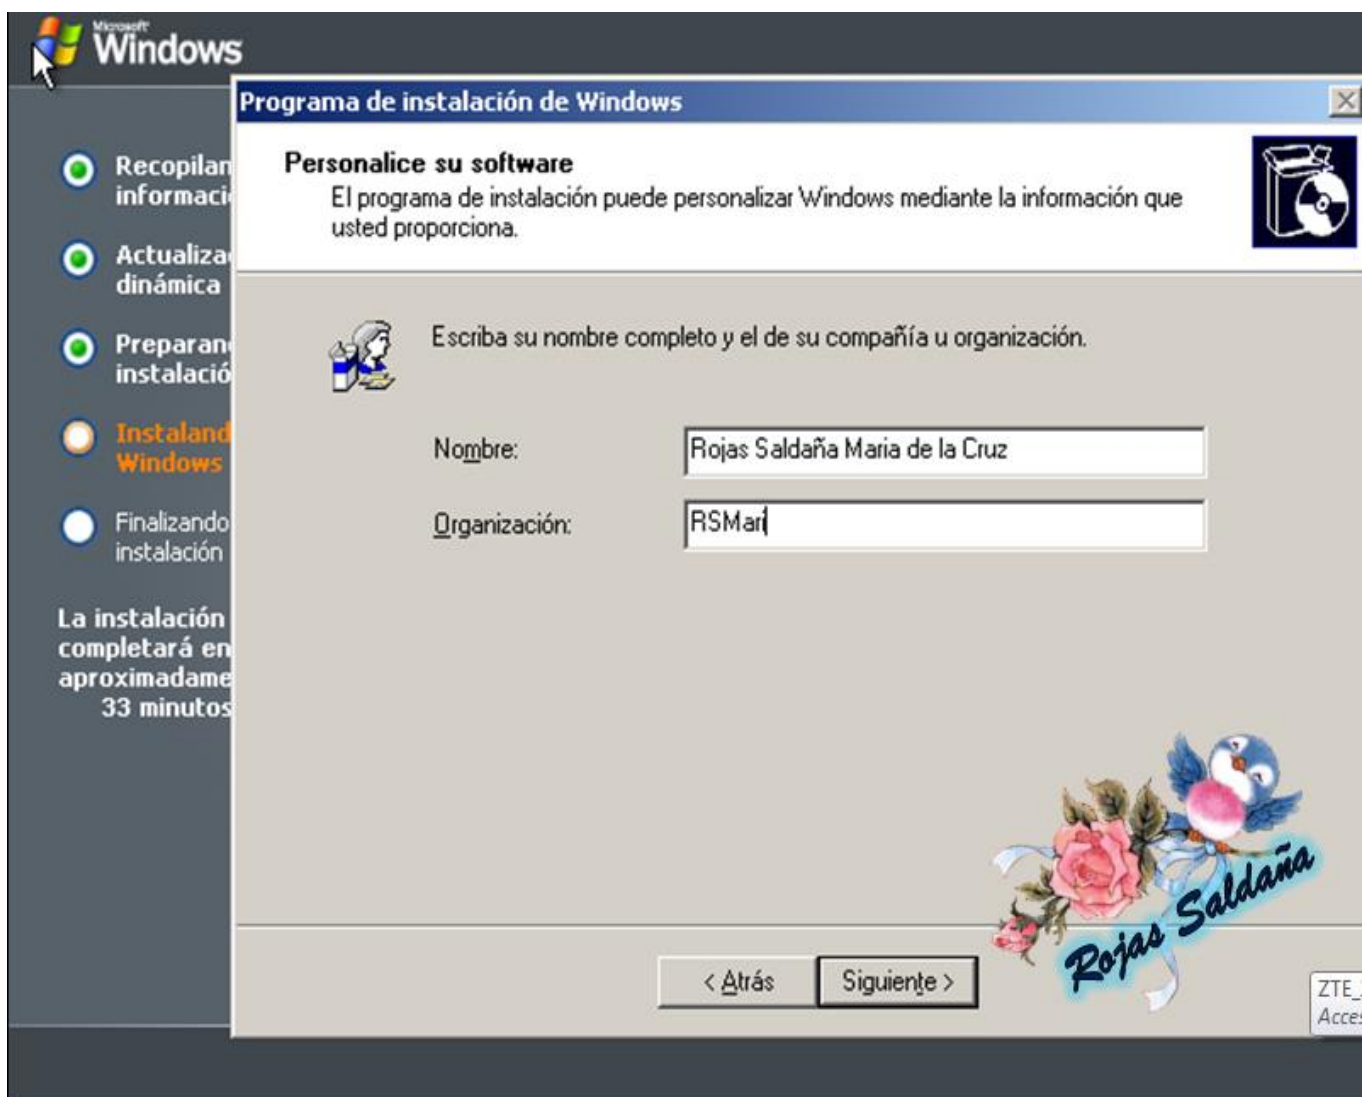 Microsoft
Windows
Programa de instalación de Windows
Personalice su software
El programa de instalación puede personalizar Windows mediante la información que
usted proporciona.
Recopilan
informaci
Actualiza
dinámica
Preparan
instalació
Instaland
Windows
Finalizando
instalación
La instalación
completará en
aproximadame
33 minutos
Escriba su nombre completo y el de su compañía u organización.
Nombre:
Rojas Saldaña Maria de la Cruz
Organización:
RSMari
Rojas Saldaña
< Atrás
Siguiente >
ZTE_
Acces